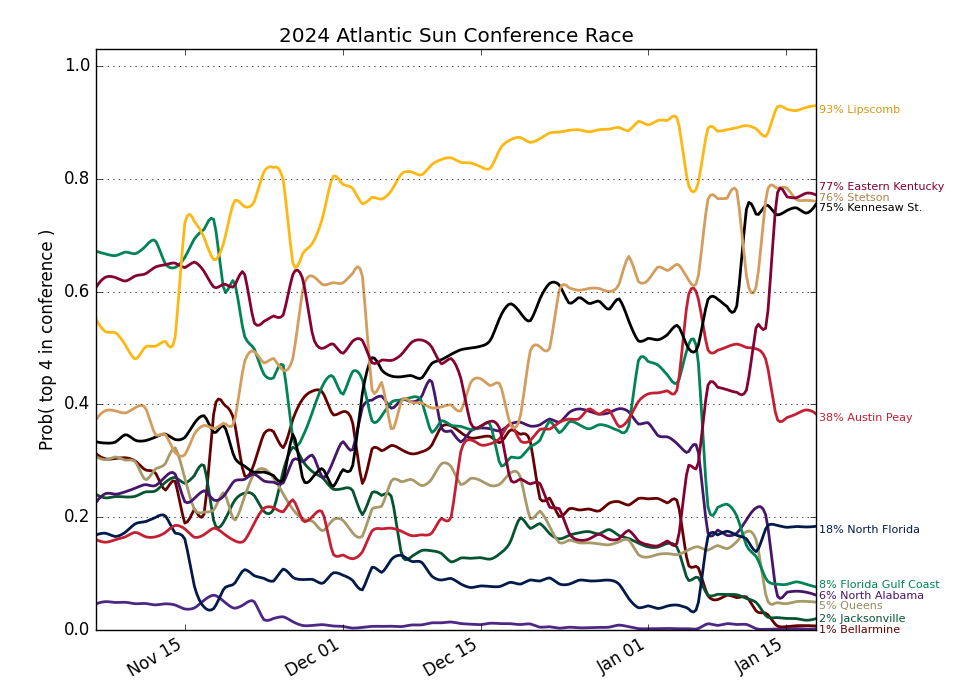 2024 Atlantic Sun Conference Race
Prob( top 4 in conference )
1.0
0.8
0.6
0.4
0.2
0.0
Nov 15
Dec 01
Dec 15
Jan 01
Jan 15
93% Lipscomb
77% Eastern Kentucky
76% Stetson
75% Kennesaw St.
38% Austin Peay
18% North Florida
8% Florida Gulf Coast
6% North Alabama
5% Queens
2% Jacksonville
1% Bellarmine